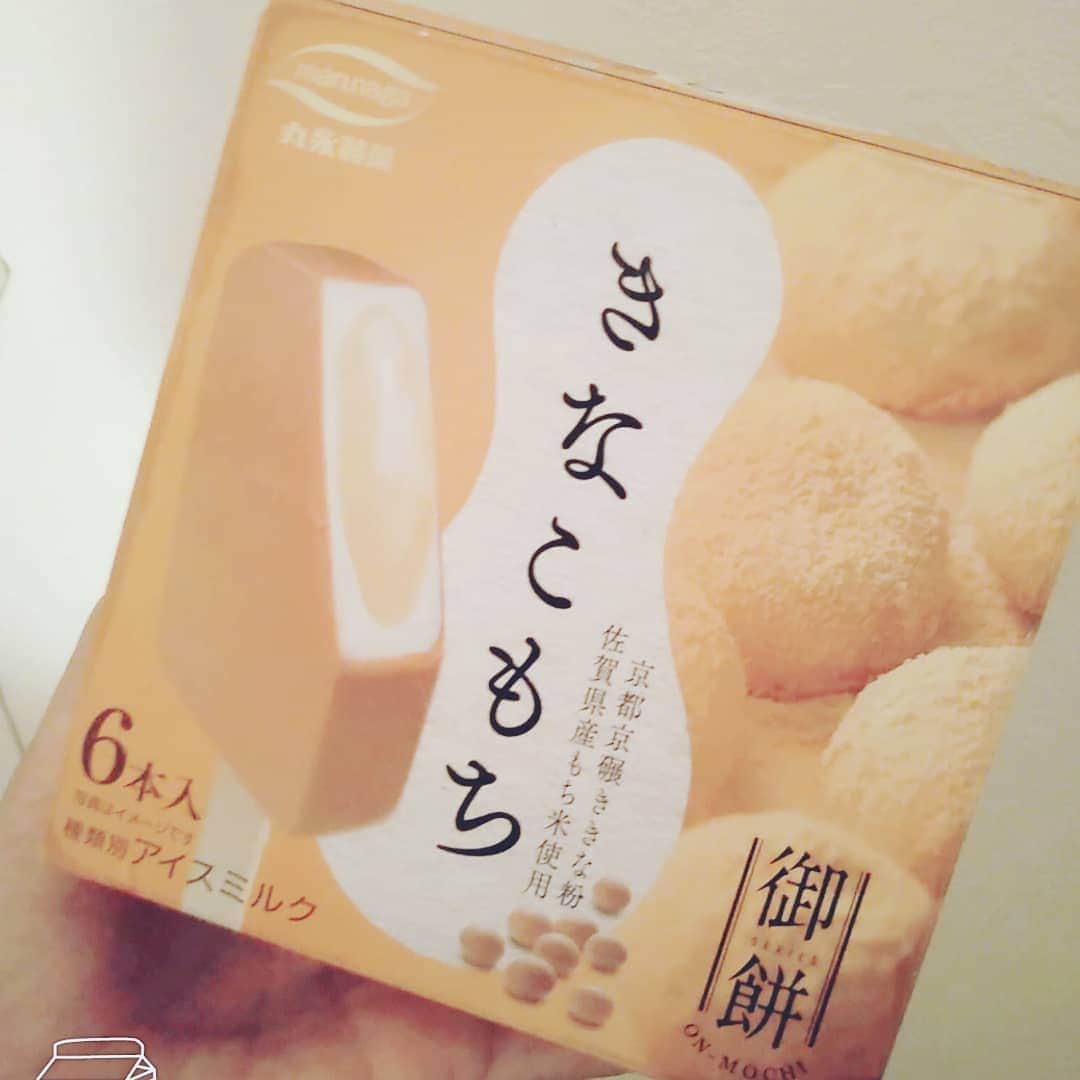 marunaga
丸永製菓
きなこもち
京都京碾ききな粉
佐賀県産もち米使用
6本入
写真はイメージです
種類別アイスミルク
御餅
SERIES
ON-MOCHI